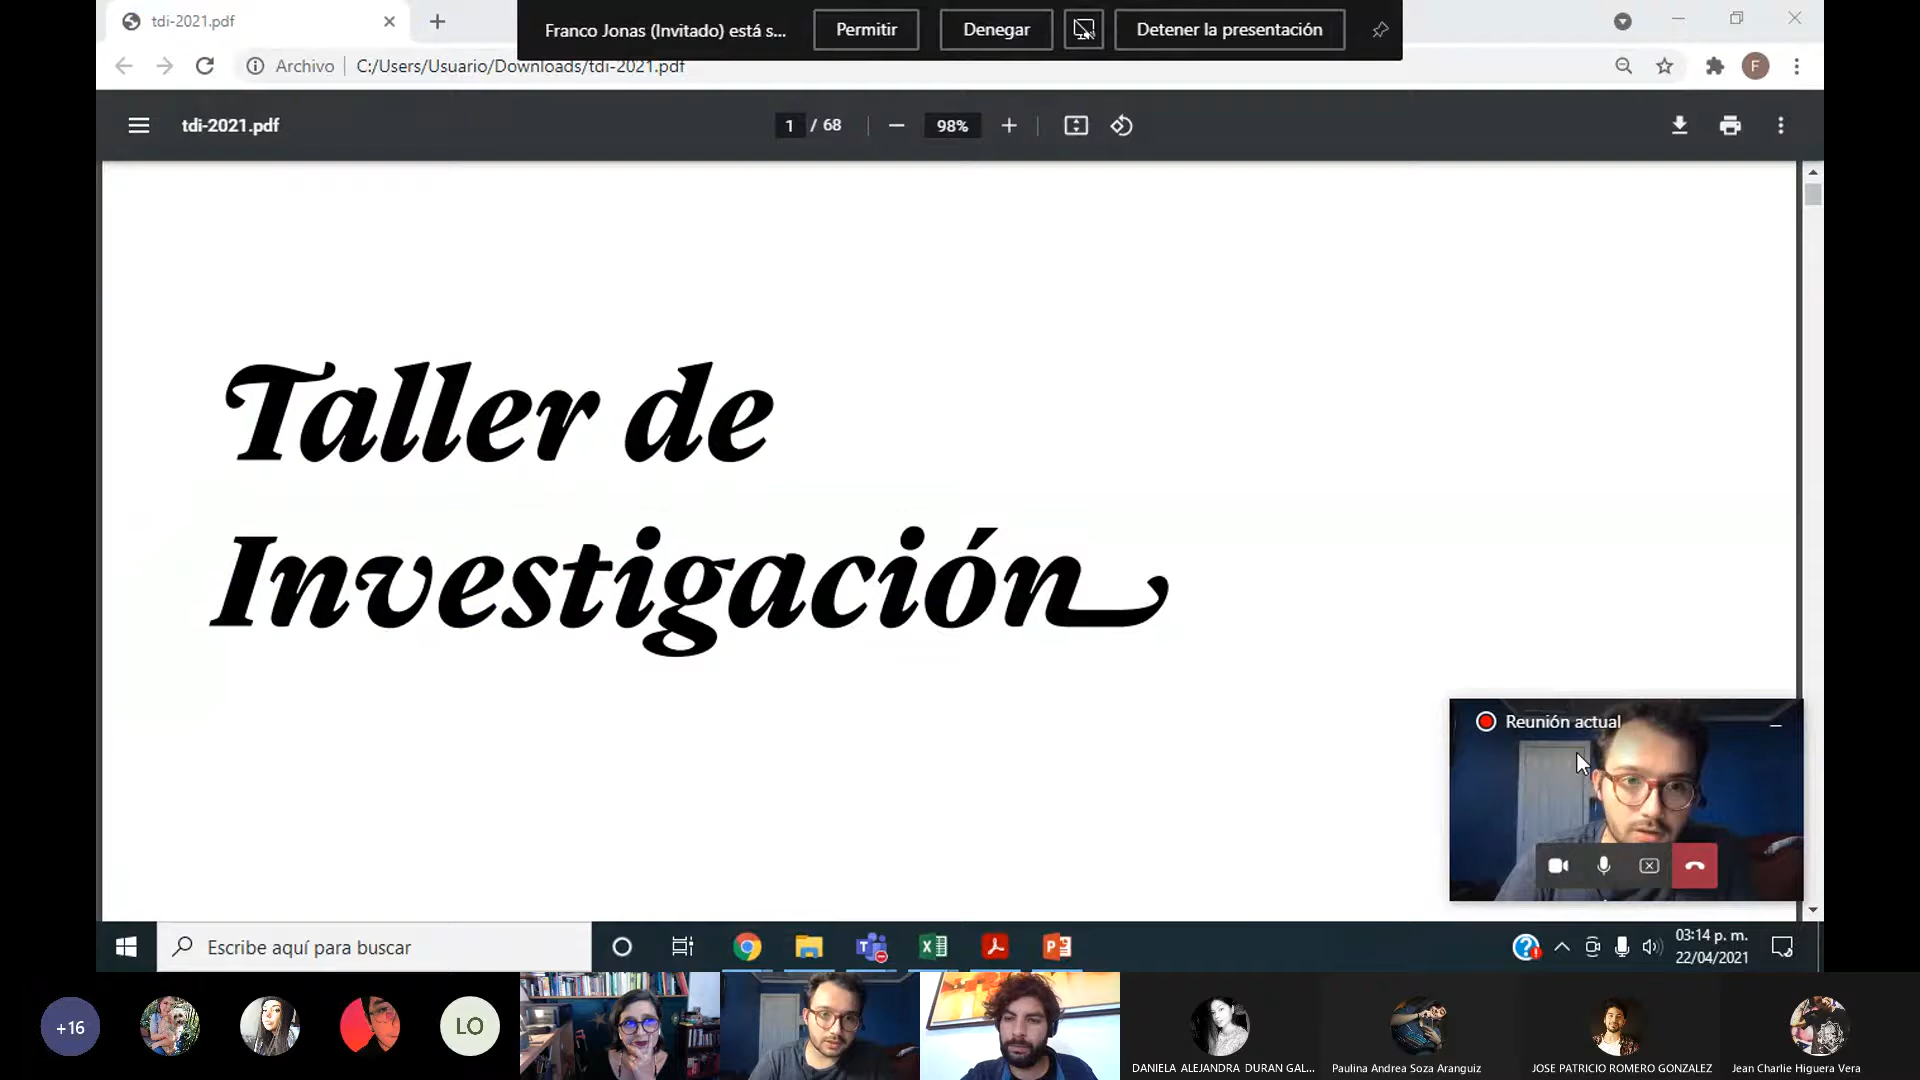 tdi-2021.pdf
Franco Jonas (Invitado) está s...
Permitir
Denegar
Detener la presentación
Archivo
C:/Users/Usuario/Downloads/tdi-2021.pdf
F
tdi-2021.pdf
1 / 68
98%
Taller de
Investigación
Reunión actual
Escribe aquí para buscar
03:14 p. m.
22/04/2021
+16
LO
DANIELA ALEJANDRA DURAN GAL...
Paulina Andrea Soza Aranguiz
JOSE PATRICIO ROMERO GONZALEZ
Jean Charlie Higuera Vera